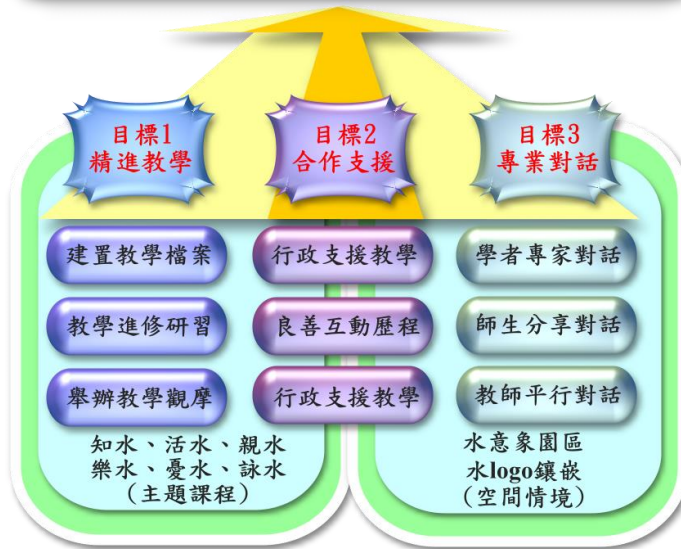 目標1
精進教學
目標2
合作支援
目標3
專業對話
建置教學檔案
行政支援教學
學者專家對話
教學進修研習
良善互動歷程
師生分享對話
舉辦教學觀摩
行政支援教學
教師平行對話
知水、活水、親水
樂水、憂水、詠水
(主題課程)
水意象園區
水logo鑲嵌
(空間情境)